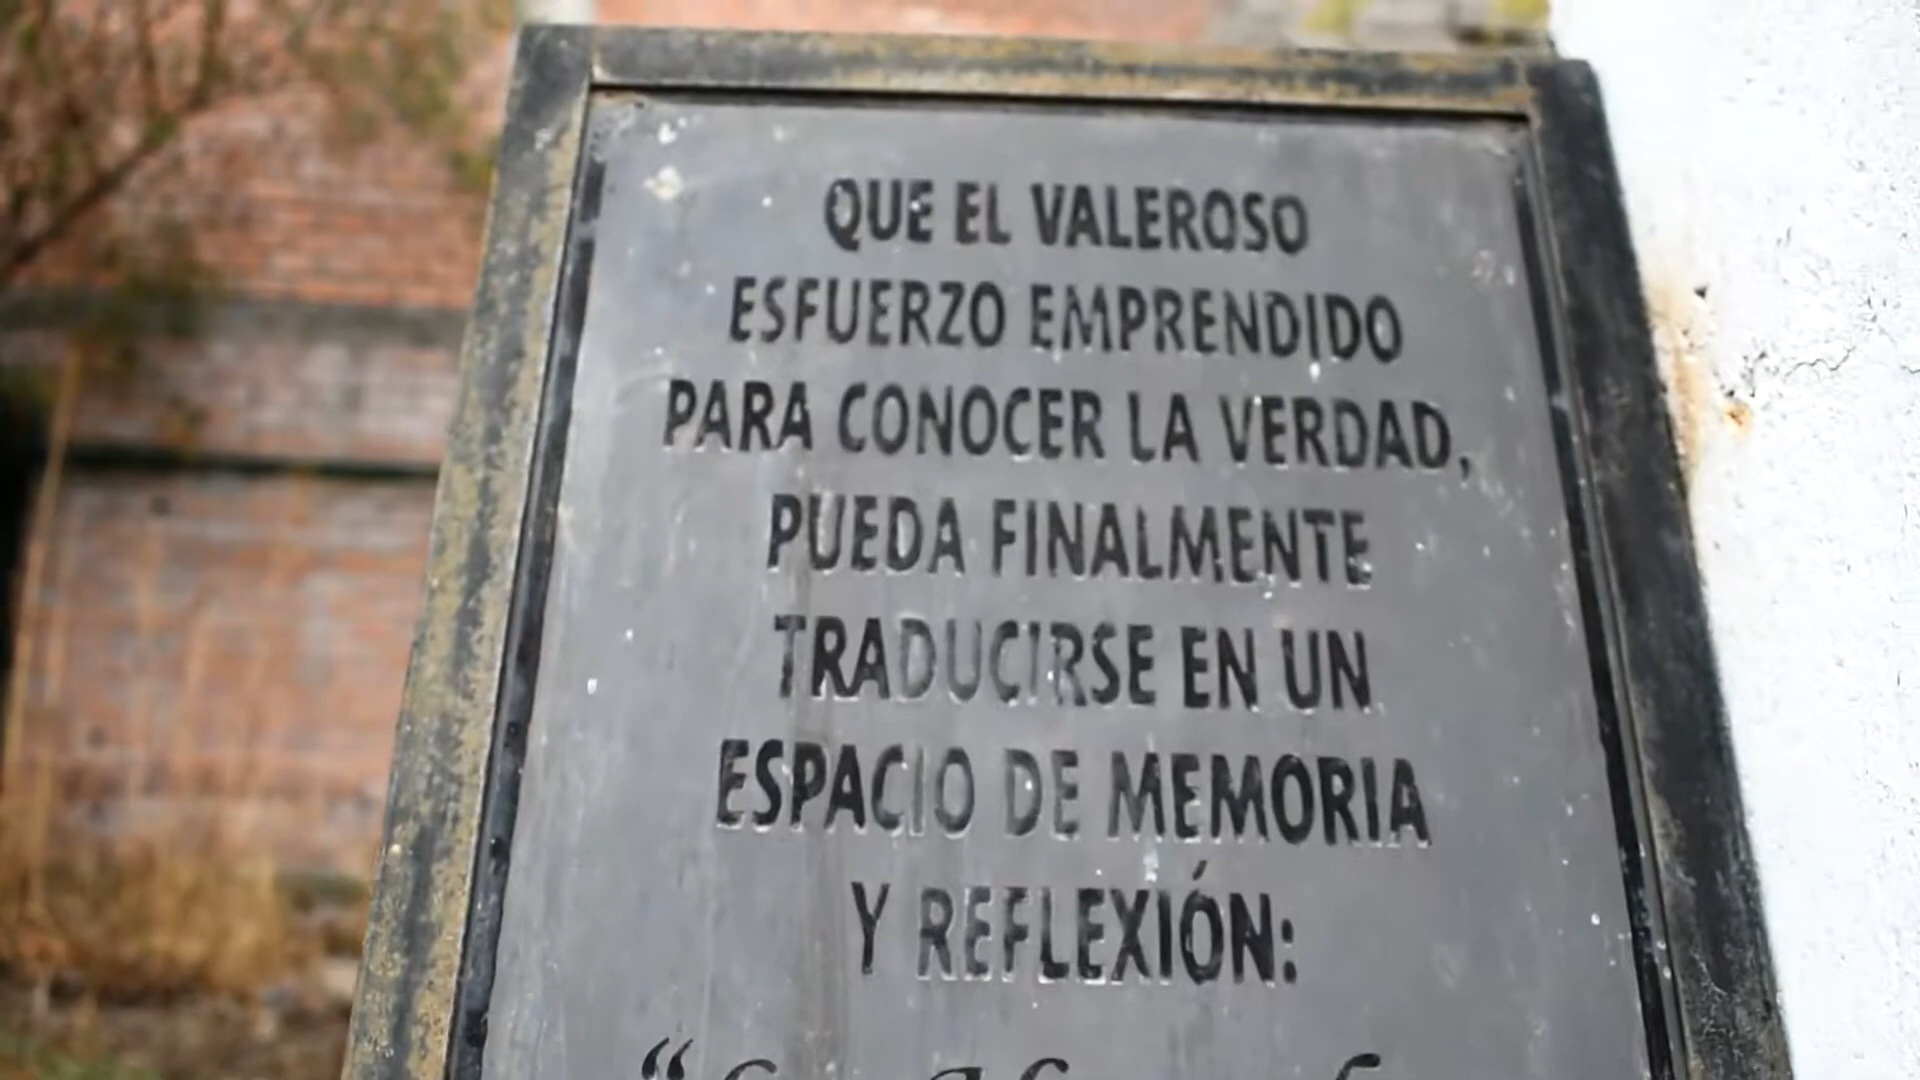 QUE EL VALEROSO
ESFUERZO EMPRENDIDO
PARA CONOCER LA VERDAD,
PUEDA FINALMENTE
TRADUCIRSE EN UN
ESPACIO DE MEMORIA
Y REFLEXIÓN: